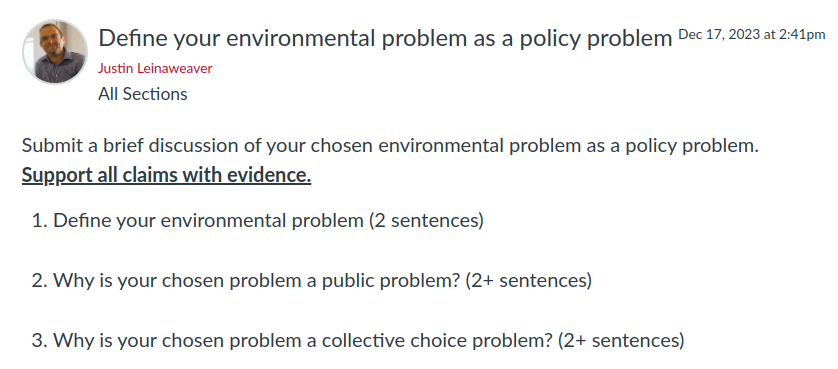 Define your environmental problem as a policy problem Dec 17, 2023 at 2:41pm
Justin Leinaweaver
All Sections
Submit a brief discussion of your chosen environmental problem as a policy problem.
Support all claims with evidence.
1. Define your environmental problem (2 sentences)
2. Why is your chosen problem a public problem? (2+ sentences)
3. Why is your chosen problem a collective choice problem? (2+ sentences)